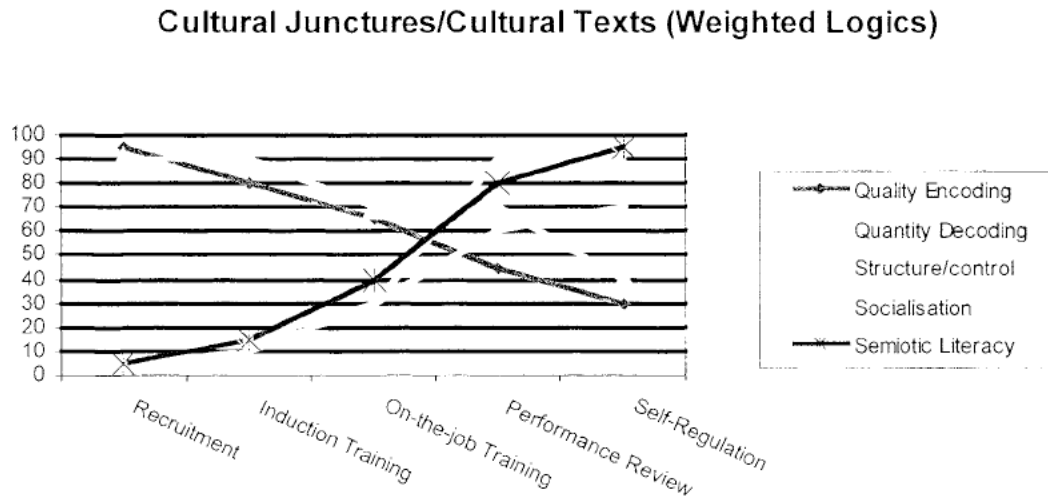 Cultural Junctures/Cultural Texts (Weighted Logics)
100
90
80
70
60
50
40
30
20
10
0
Recruitment
Induction Training
On-the-job Training
Performance Review
Self-Regulation
Quality Encoding
Quantity Decoding
Structure/control
Socialisation
Semiotic Literacy